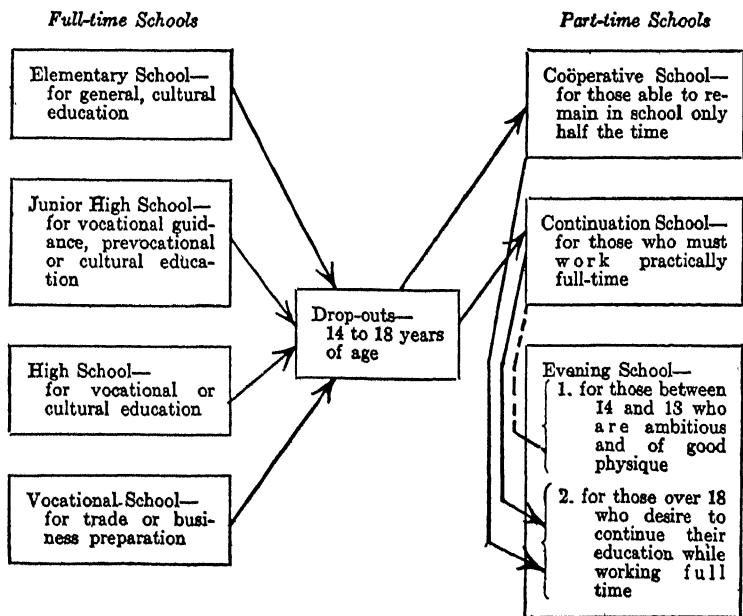 Full-time Schools
Elementary School—
for general, cultural
education
Junior High School—
for vocational guid-
ance, prevocational
or cultural educa-
tion
High School—
for vocational or
cultural education
Vocational School—
for trade or busi-
ness preparation
Drop-outs—
14 to 18 years
of age
Part-time Schools
Coöperative School—
for those able to re-
main in school only
half the time
Continuation School—
for those who must
work practically
full-time
Evening School—
1. for those between
14 and 13 who
are ambitious
and of good
physique
2. for those over 18
who desire to
continue their
education while
working full
time